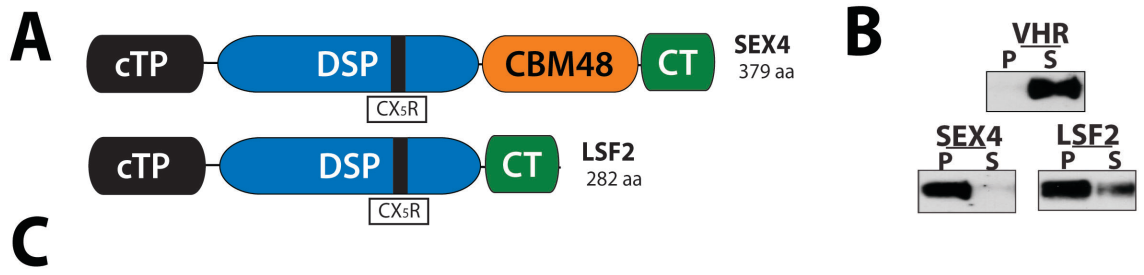 A
cTP DSP CBM48 CT SEX4
379 aa
CX₅R
cTP DSP CT LSF2
282 aa
CX₅R
B
VHR
P S
SEX4 LSF2
P S P S
C